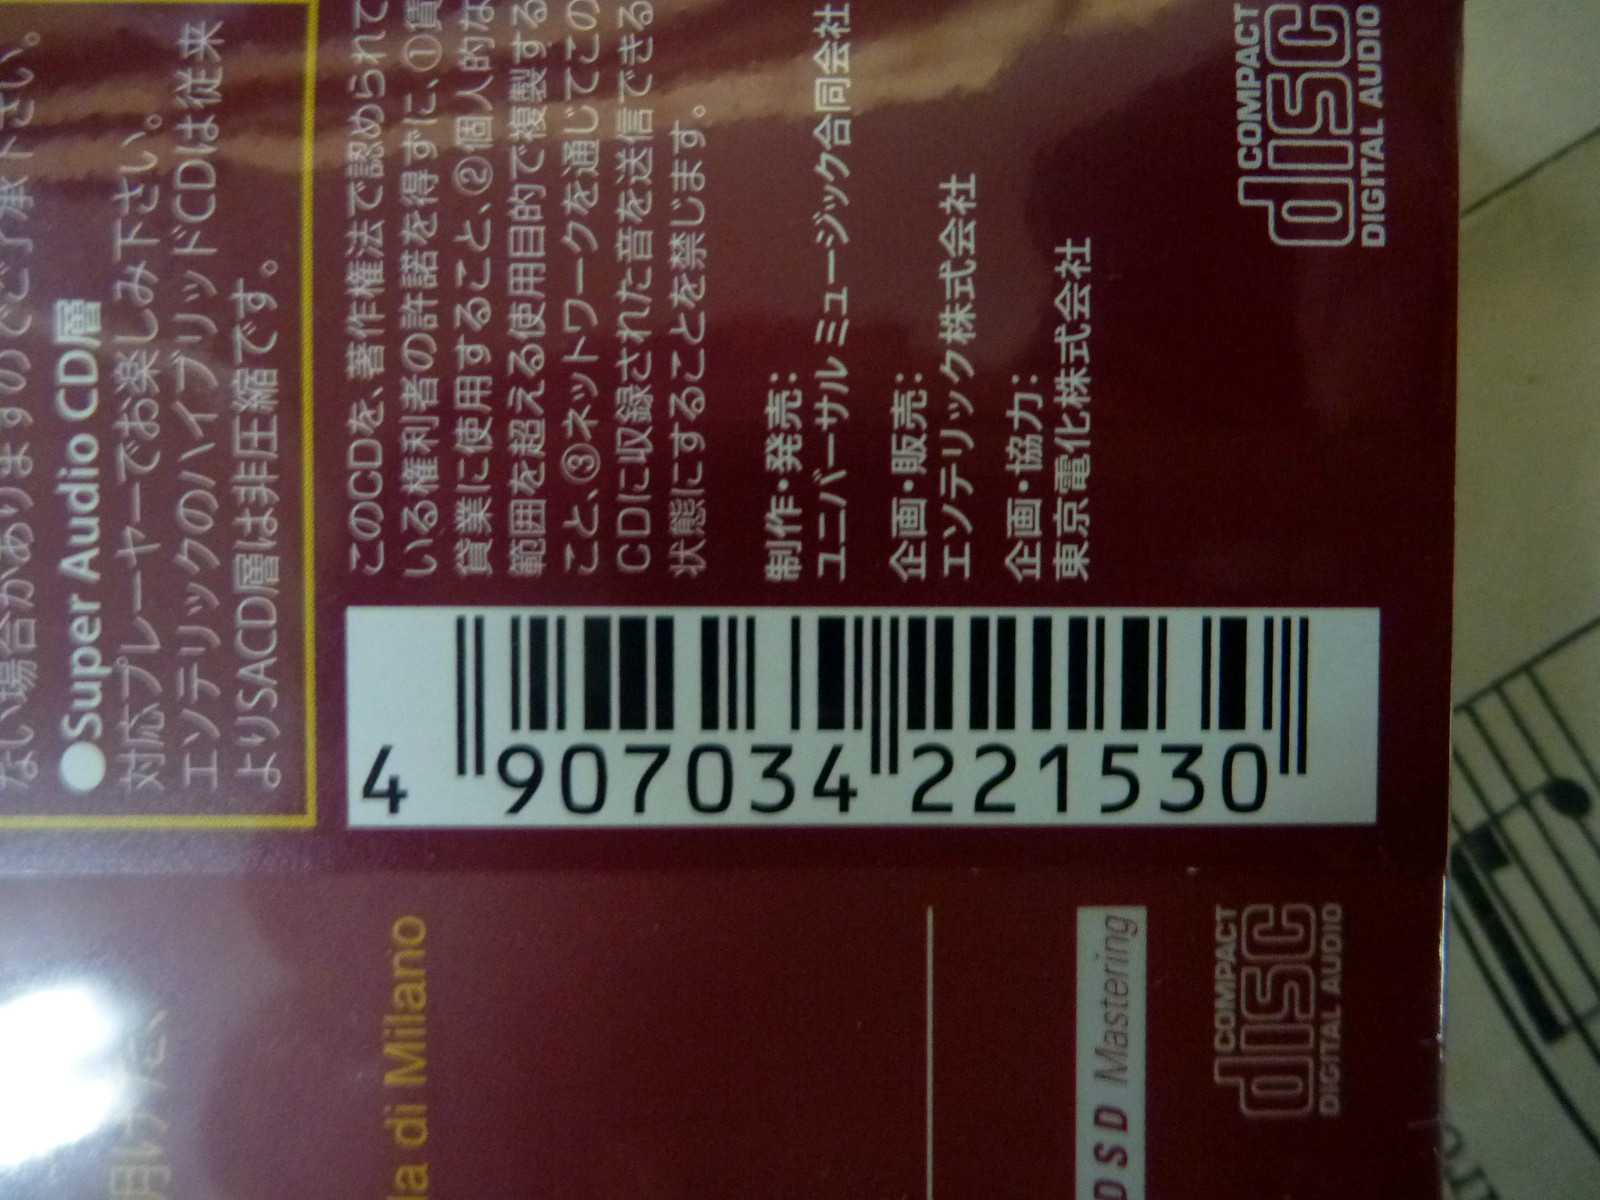 ない場合がありますのでご了承下さい。
●Super Audio CD層
対応プレーヤーでお楽しみ下さい。
エソテリックのハイブリッドCDは従来
よりSACD層は非圧縮です。
このCDを、著作権法で認められて
いる権利者の許諾を得ずに、①賃
貸業に使用すること、②個人的な
範囲を超える使用目的で複製する
こと、③ネットワークを通じてこの
CDに収録された音を送信できる
状態にすることを禁じます。
制作・発売：
ユニバーサル ミュージック合同会社
企画・販売：
エソテリック株式会社
企画・協力：
東京電化株式会社
COMPACT
disc
DIGITAL AUDIO
4 907034 221530
la di Milano
DSD Mastering
COMPACT
disc
DIGITAL AUDIO